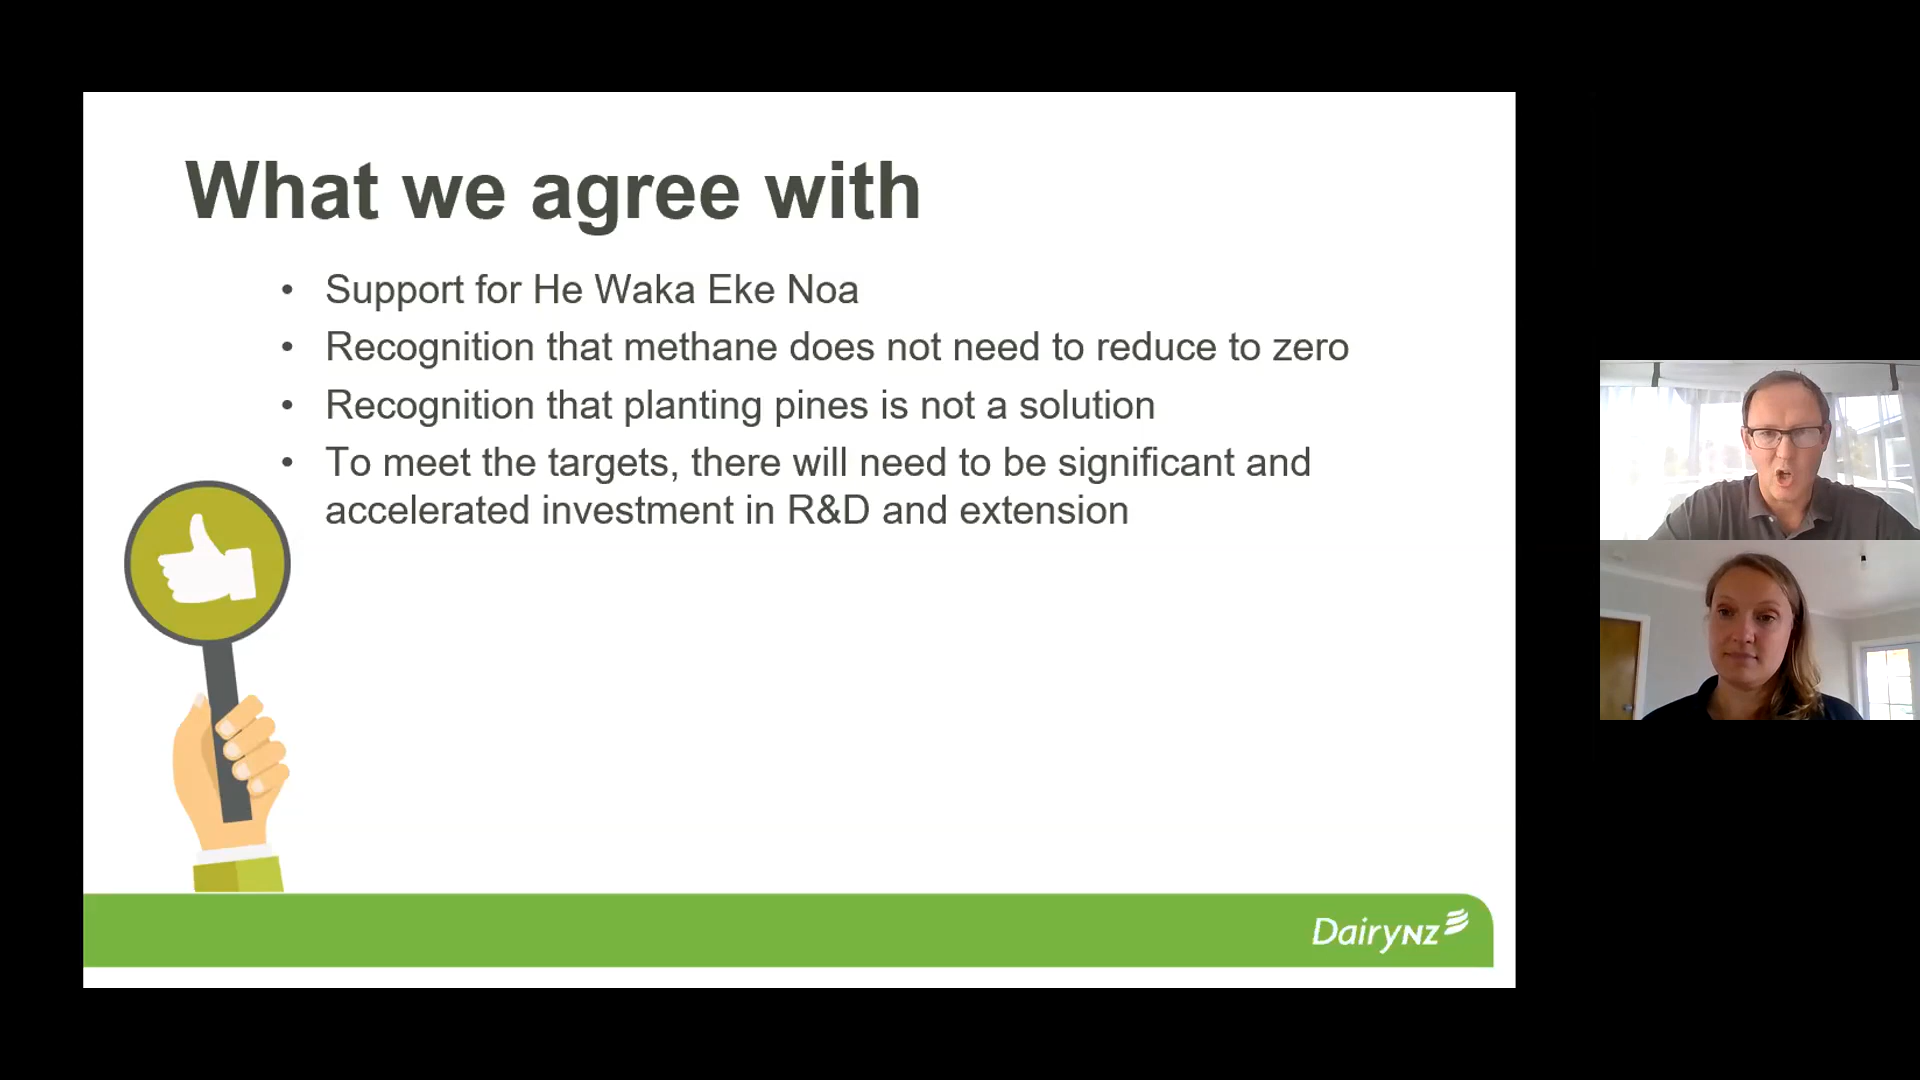 What we agree with
• Support for He Waka Eke Noa
• Recognition that methane does not need to reduce to zero
• Recognition that planting pines is not a solution
• To meet the targets, there will need to be significant and
accelerated investment in R&D and extension
DairyNZ